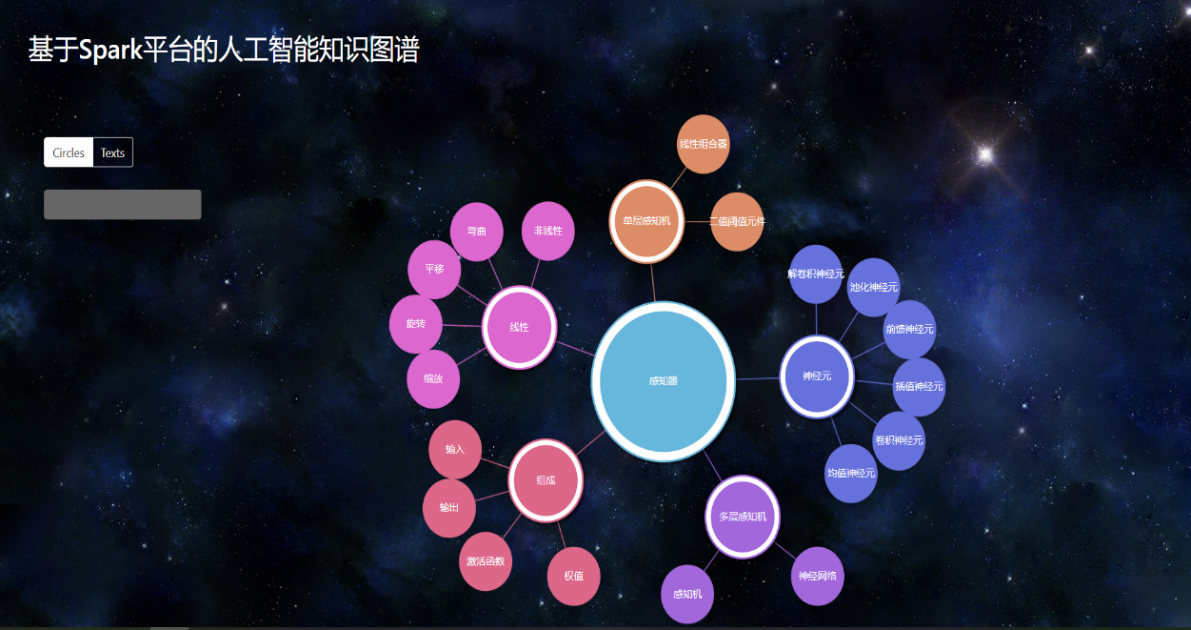 基于Spark平台的人工智能知识图谱
Circles
Texts
线性组合器
单层感知机
二值阈值元件
弯曲
非线性
平移
旋转
线性
缩放
感知器
解卷积神经元
池化神经元
前馈神经元
神经元
插值神经元
卷积神经元
均值神经元
输入
组成
输出
激活函数
权值
多层感知机
感知机
神经网络